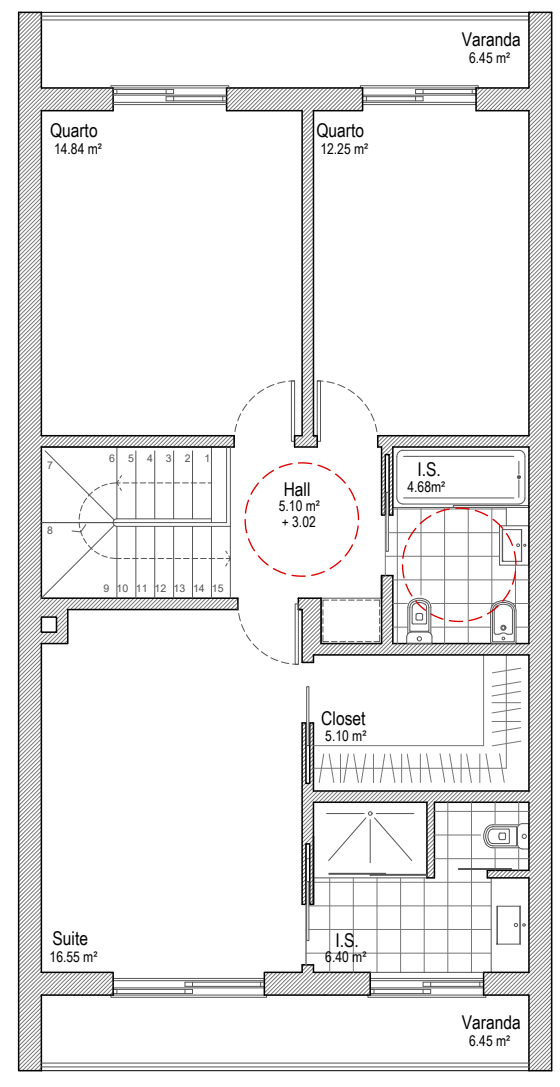 Varanda
6.45 m²
Quarto
14.84 m²
Quarto
12.25 m²
7
6 5 4 3 2 1
8
9 10 11 12 13 14 15
Hall
5.10 m²
+ 3.02
I.S.
4.68m²
Closet
5.10 m²
Suite
16.55 m²
I.S.
6.40 m²
Varanda
6.45 m²